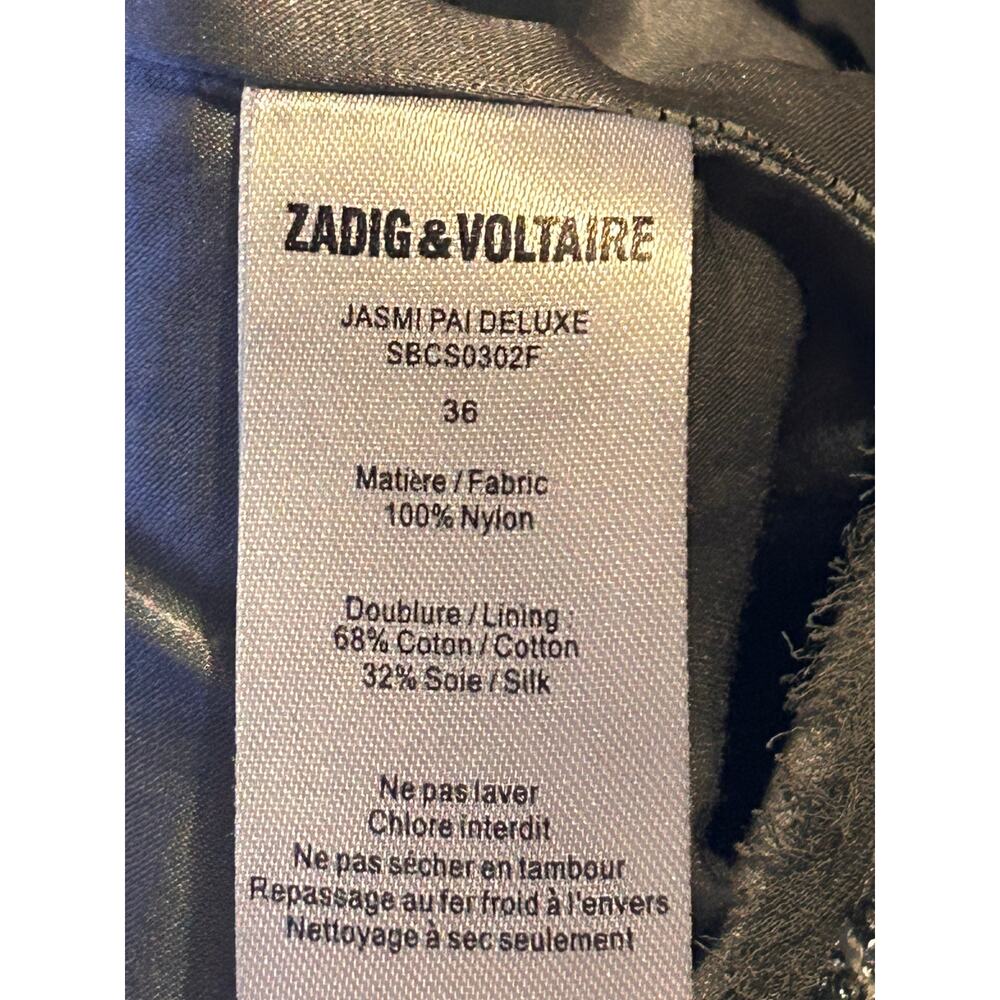 ZADIG & VOLTAIRE
JASMI PAI DELUXE
SBCS0302F
36
Matière / Fabric
100% Nylon
Doublure / Lining :
68% Coton / Cotton
32% Soie / Silk
Ne pas laver
Chlore interdit
Ne pas sécher en tambour
Repassage au fer froid à l'envers
Nettoyage à sec seulement